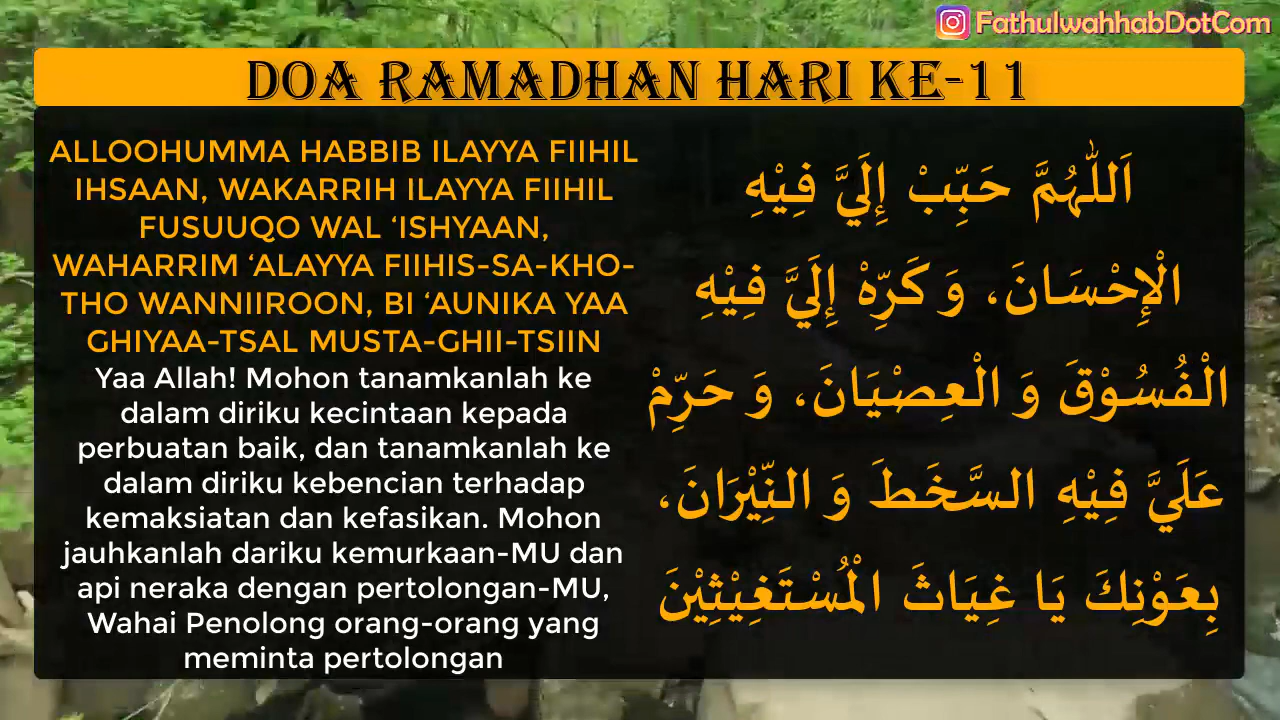 FathulwahhabDotCom
DOA RAMADHAN HARI KE-11
ALLOOHUMMA HABBIB ILAYYA FIIHIL
IHSAAN, WAKARRIH ILAYYA FIIHIL
FUSUUQO WAL ‘ISHYAAN,
WAHARRIM ‘ALAYYA FIIHIS-SA-KHO-
THO WANNIIROON, BI ‘AUNIKA YAA
GHIYAA-TSAL MUSTA-GHII-TSIIN
Yaa Allah! Mohon tanamkanlah ke
dalam diriku kecintaan kepada
perbuatan baik, dan tanamkanlah ke
dalam diriku kebencian terhadap
kemaksiatan dan kefasikan. Mohon
jauhkanlah dariku kemurkaan-MU dan
api neraka dengan pertolongan-MU,
Wahai Penolong orang-orang yang
meminta pertolongan
اَللّٰهُمَّ حَبِّبْ إِلَيَّ فِيْهِ
الْإِحْسَانَ، وَ كَرِّهْ إِلَيَّ فِيْهِ
الْفُسُوْقَ وَ الْعِصْيَانَ، وَ حَرِّمْ
عَلَيَّ فِيْهِ السَّخَطَ وَ النِّيْرَانَ،
بِعَوْنِكَ يَا غِيَاثَ الْمُسْتَغِيْثِيْنَ